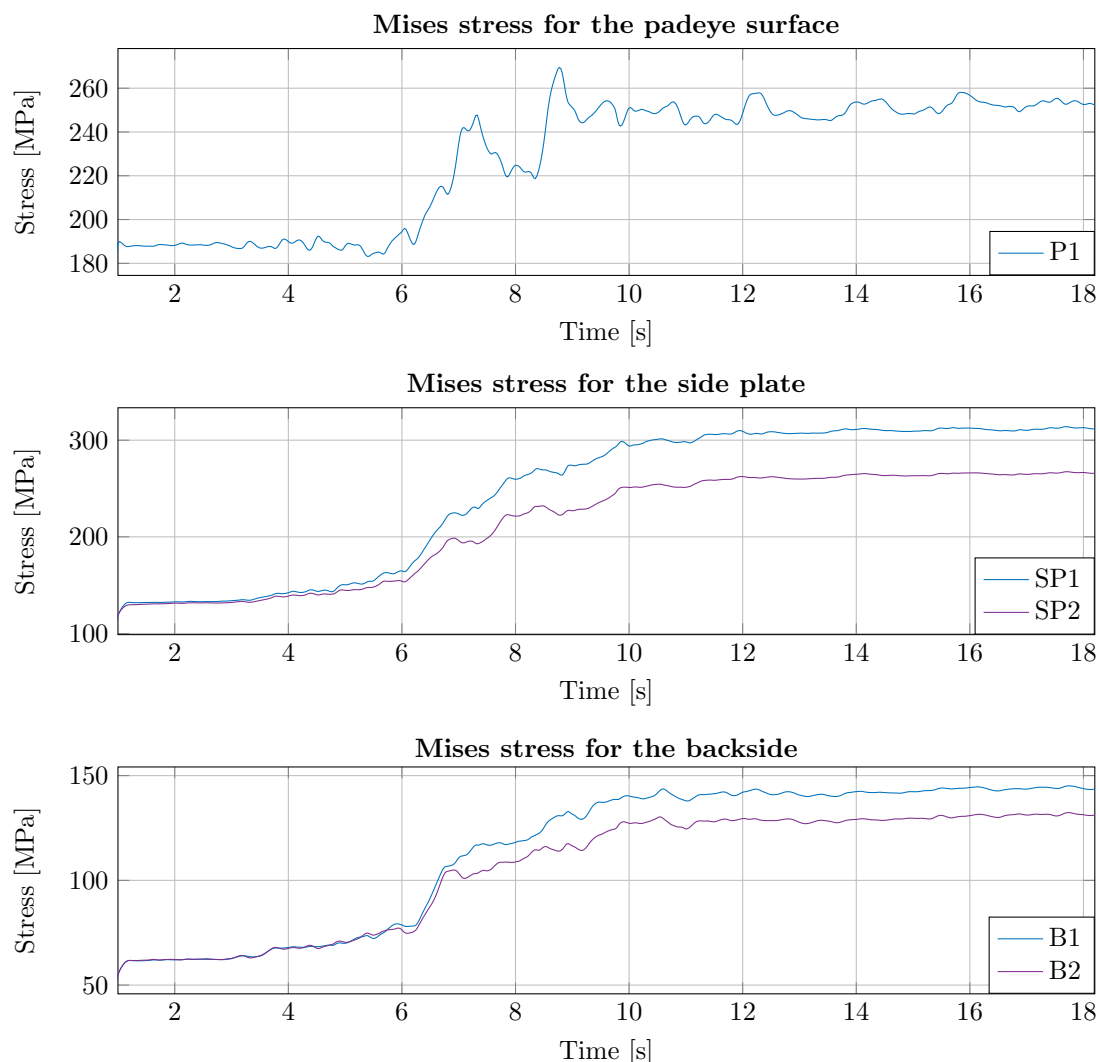 Mises stress for the padeye surface
Stress [MPa]
260
240
220
200
180
P1
2 4 6 8 10 12 14 16 18
Time [s]
Mises stress for the side plate
Stress [MPa]
300
200
100
SP1
SP2
2 4 6 8 10 12 14 16 18
Time [s]
Mises stress for the backside
Stress [MPa]
150
100
50
B1
B2
2 4 6 8 10 12 14 16 18
Time [s]